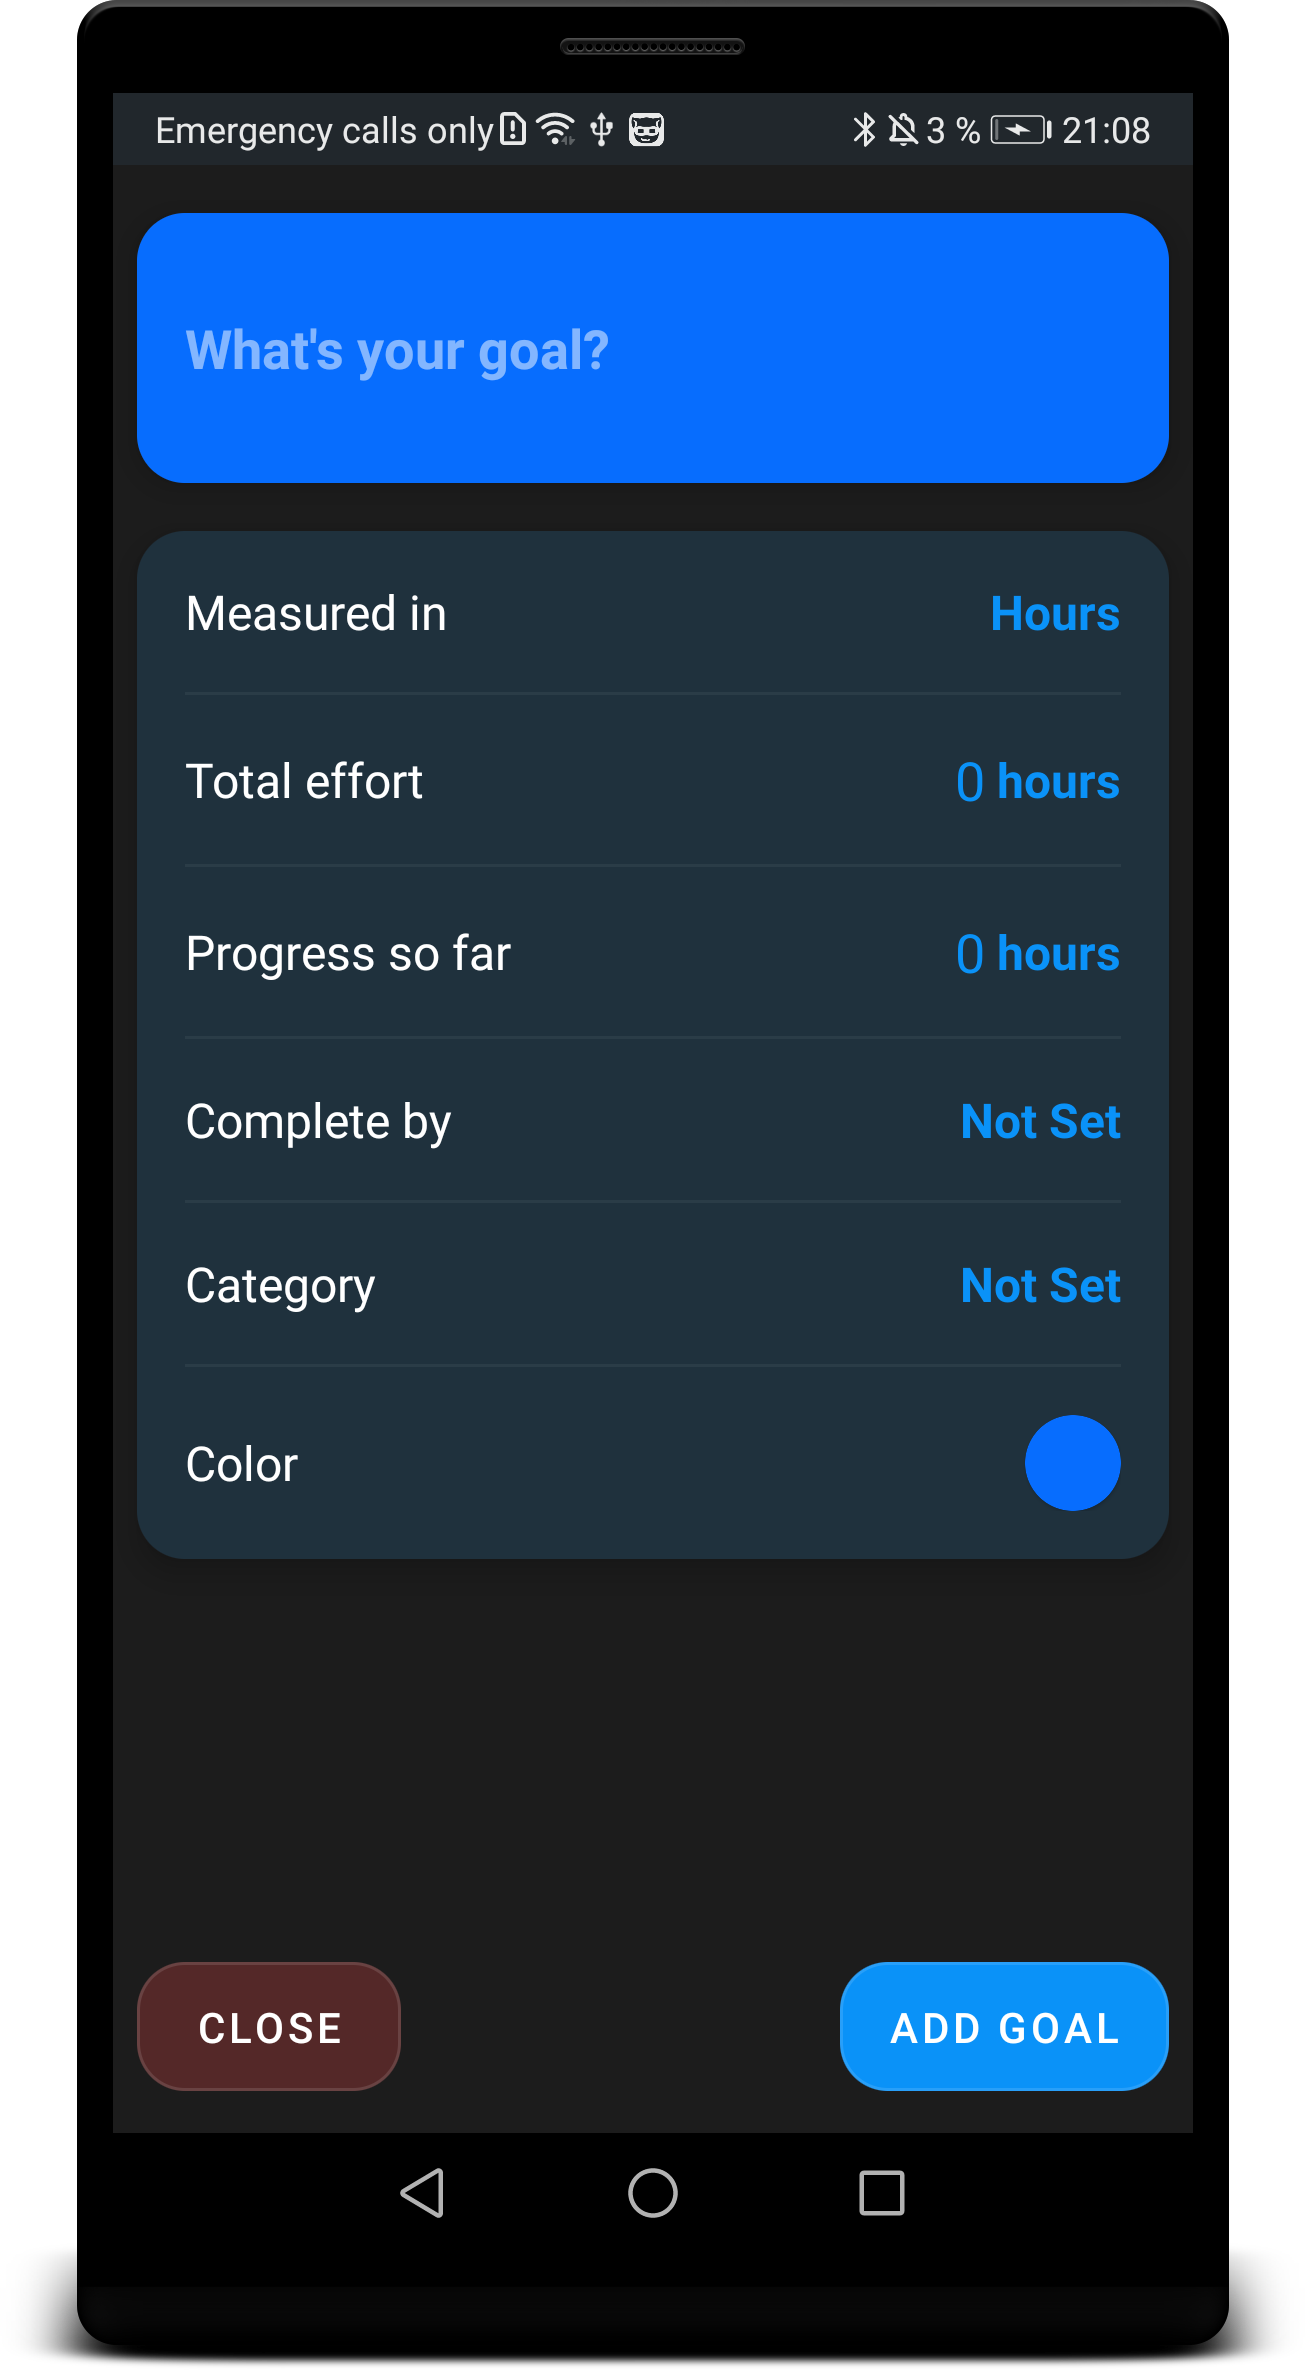 Emergency calls only 3 % 21:08
What's your goal?
Measured in Hours
Total effort 0 hours
Progress so far 0 hours
Complete by Not Set
Category Not Set
Color
CLOSE ADD GOAL